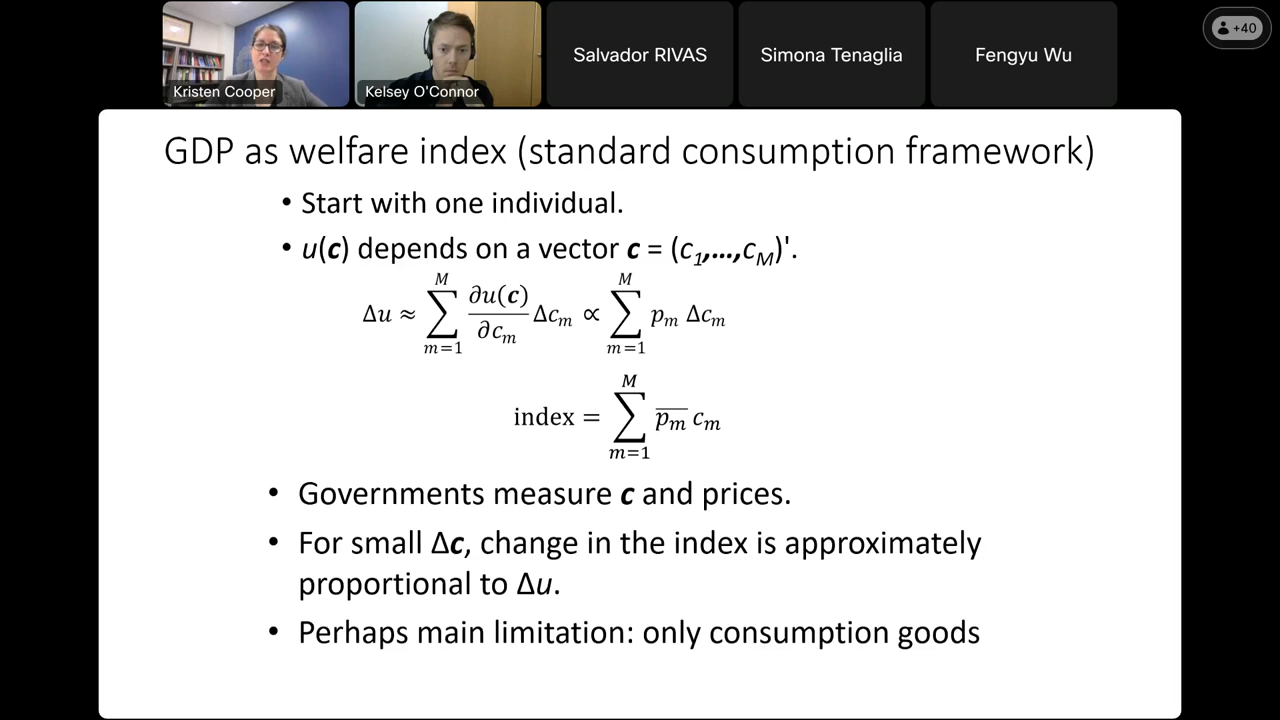 Kristen Cooper
Kelsey O'Connor
Salvador RIVAS
Simona Tenaglia
Fengyu Wu
+40
GDP as welfare index (standard consumption framework)
• Start with one individual.
• u(c) depends on a vector c = (c₁,...,c_M)'.
Δu ≈ ∑_{m=1}^{M} ∂u(c)/∂c_m Δc_m ∝ ∑_{m=1}^{M} p_m Δc_m
index = ∑_{m=1}^{M} p̅_m̅ c_m
• Governments measure c and prices.
• For small Δc, change in the index is approximately
proportional to Δu.
• Perhaps main limitation: only consumption goods